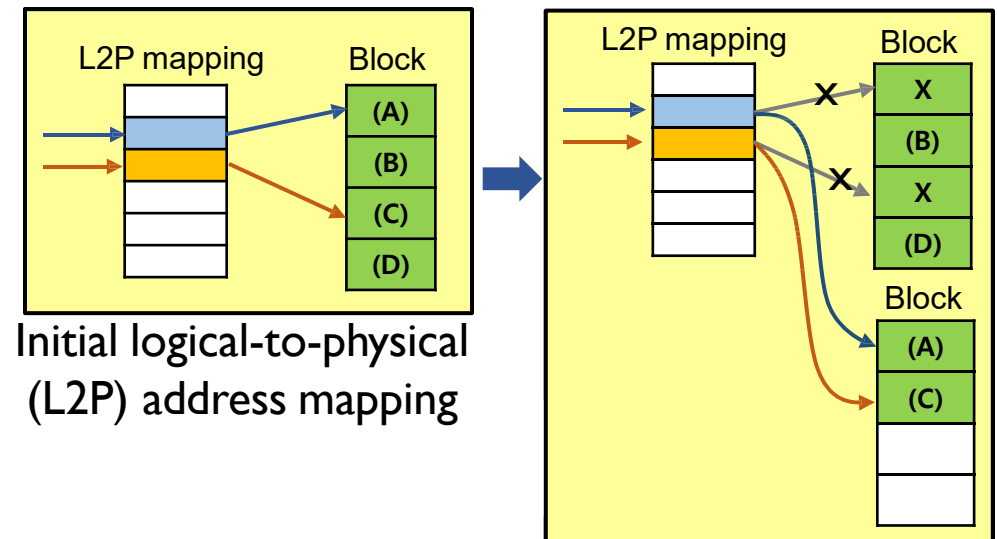 L2P mapping
Block
(A)
(B)
(C)
(D)
Initial logical-to-physical
(L2P) address mapping
L2P mapping
Block
X
X
(B)
X
X
(D)
Block
(A)
(C)